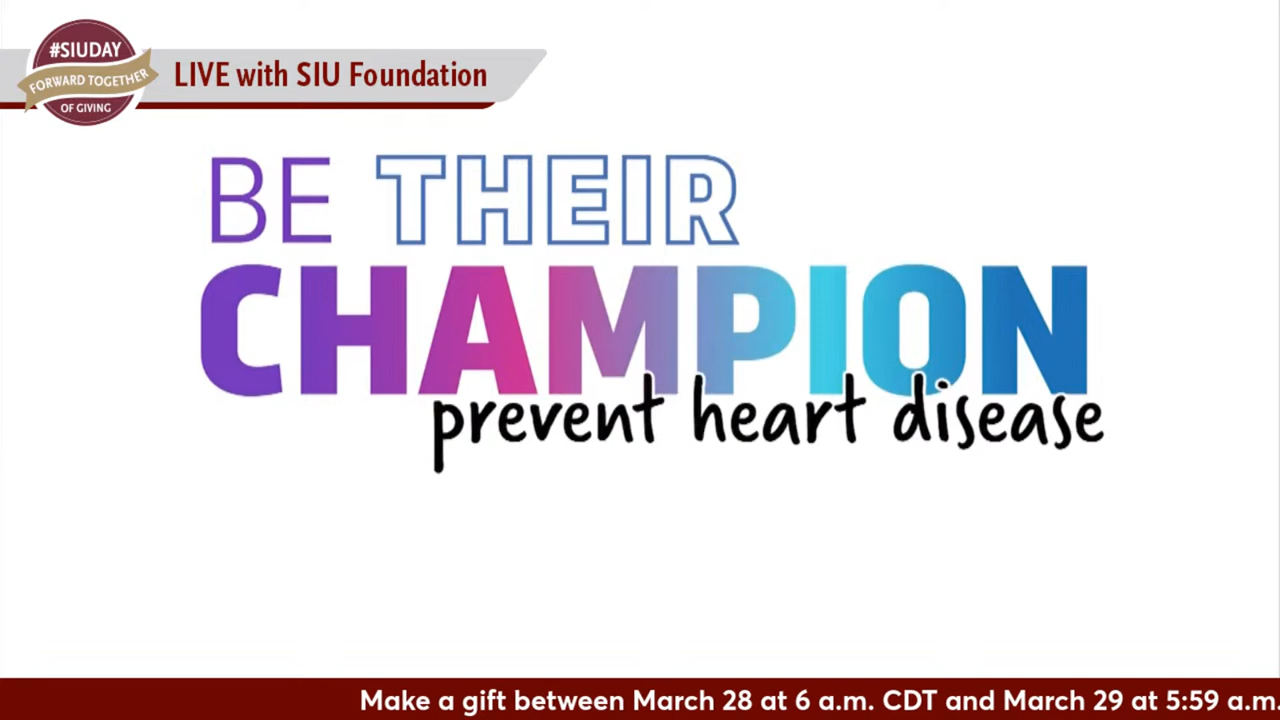 #SIUDAY
FORWARD TOGETHER
OF GIVING
LIVE with SIU Foundation
BE THEIR
CHAMPION
prevent heart disease
Make a gift between March 28 at 6 a.m. CDT and March 29 at 5:59 a.m.